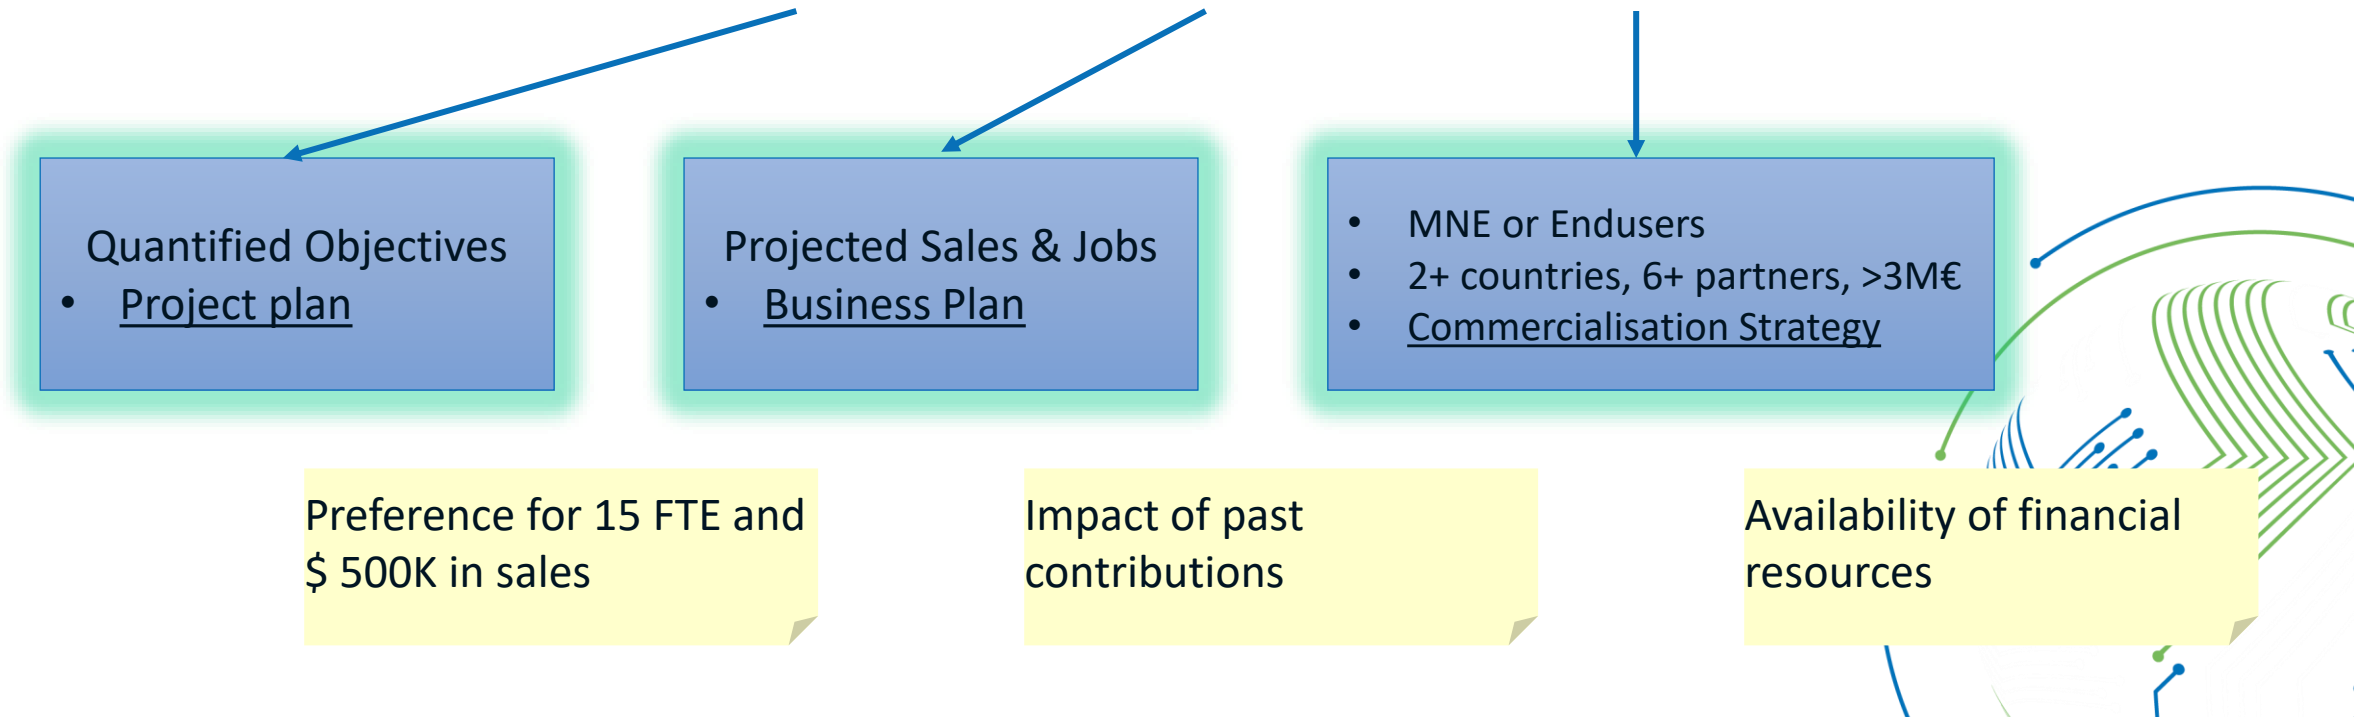 Quantified Objectives
• Project plan
Projected Sales & Jobs
• Business Plan
• MNE or Endusers
• 2+ countries, 6+ partners, >3M€
• Commercialisation Strategy
Preference for 15 FTE and
$ 500K in sales
Impact of past
contributions
Availability of financial
resources